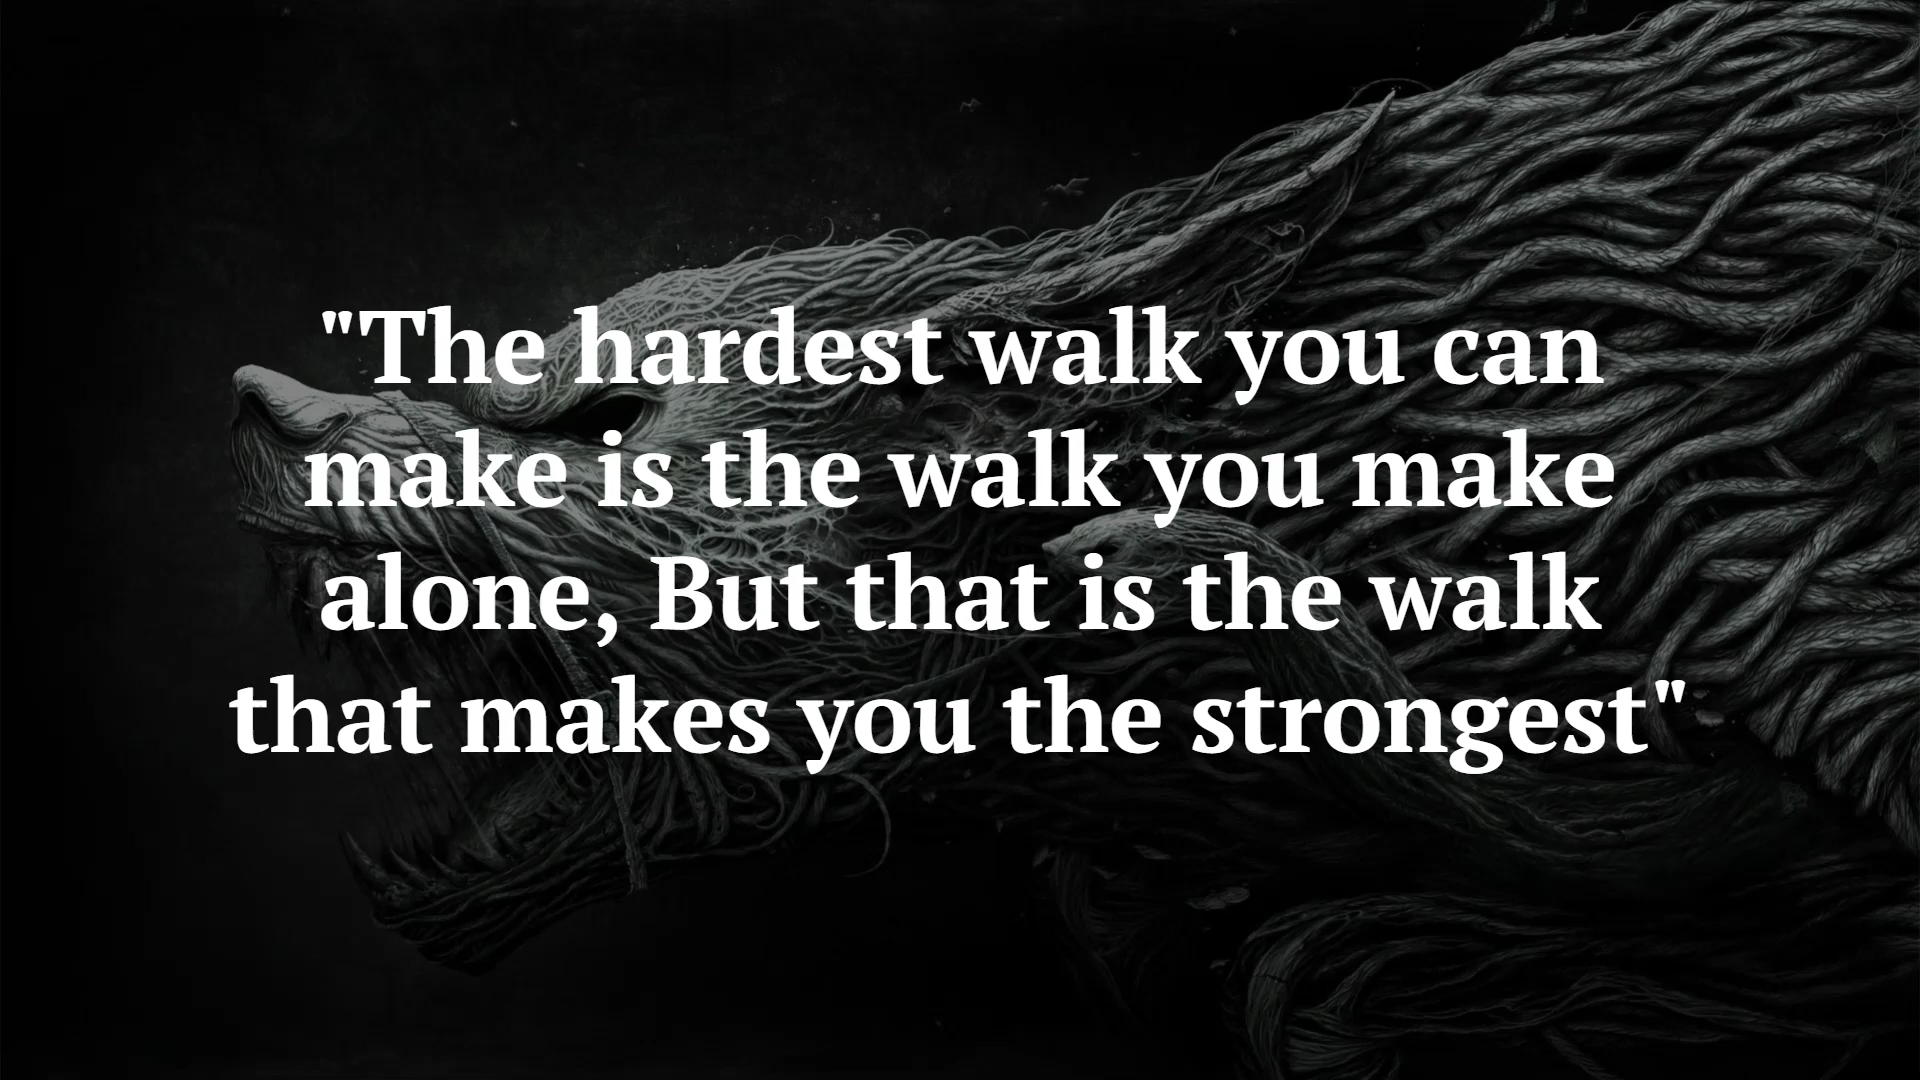 "The hardest walk you can
make is the walk you make
alone, But that is the walk
that makes you the strongest"